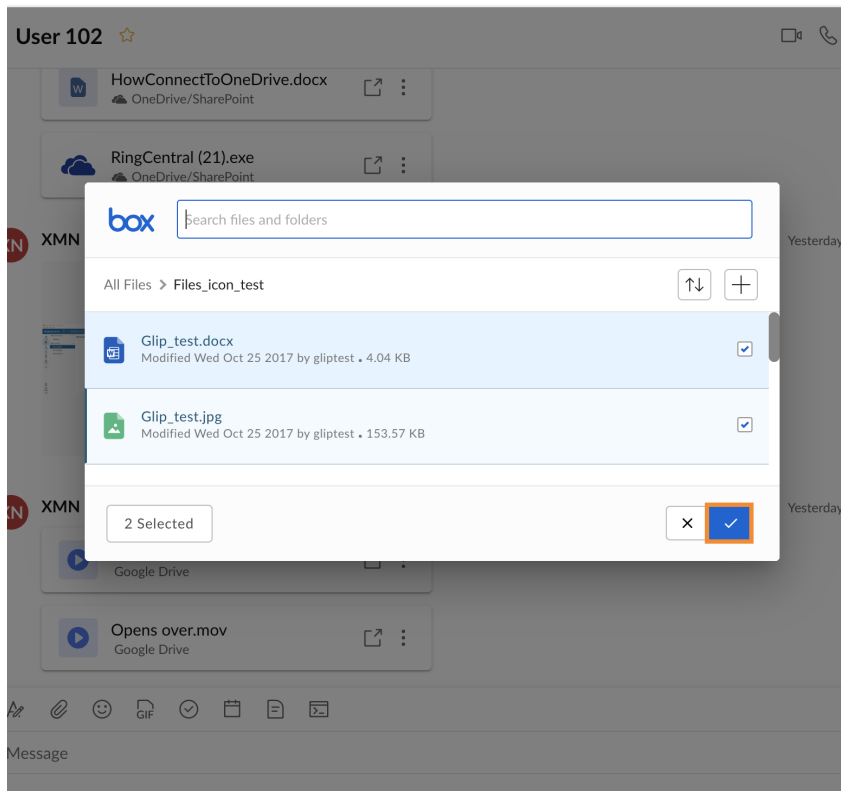 User 102
HowConnectToOneDrive.docx
OneDrive/SharePoint
RingCentral (21).exe
OneDrive/SharePoint
XN
XMN
Yesterday
box
Search files and folders
All Files > Files_icon_test
Glip_test.docx
Modified Wed Oct 25 2017 by gliptest • 4.04 KB
Glip_test.jpg
Modified Wed Oct 25 2017 by gliptest • 153.57 KB
XN
XMN
Yesterday
2 Selected
Google Drive
Opens over.mov
Google Drive
GIF
Message